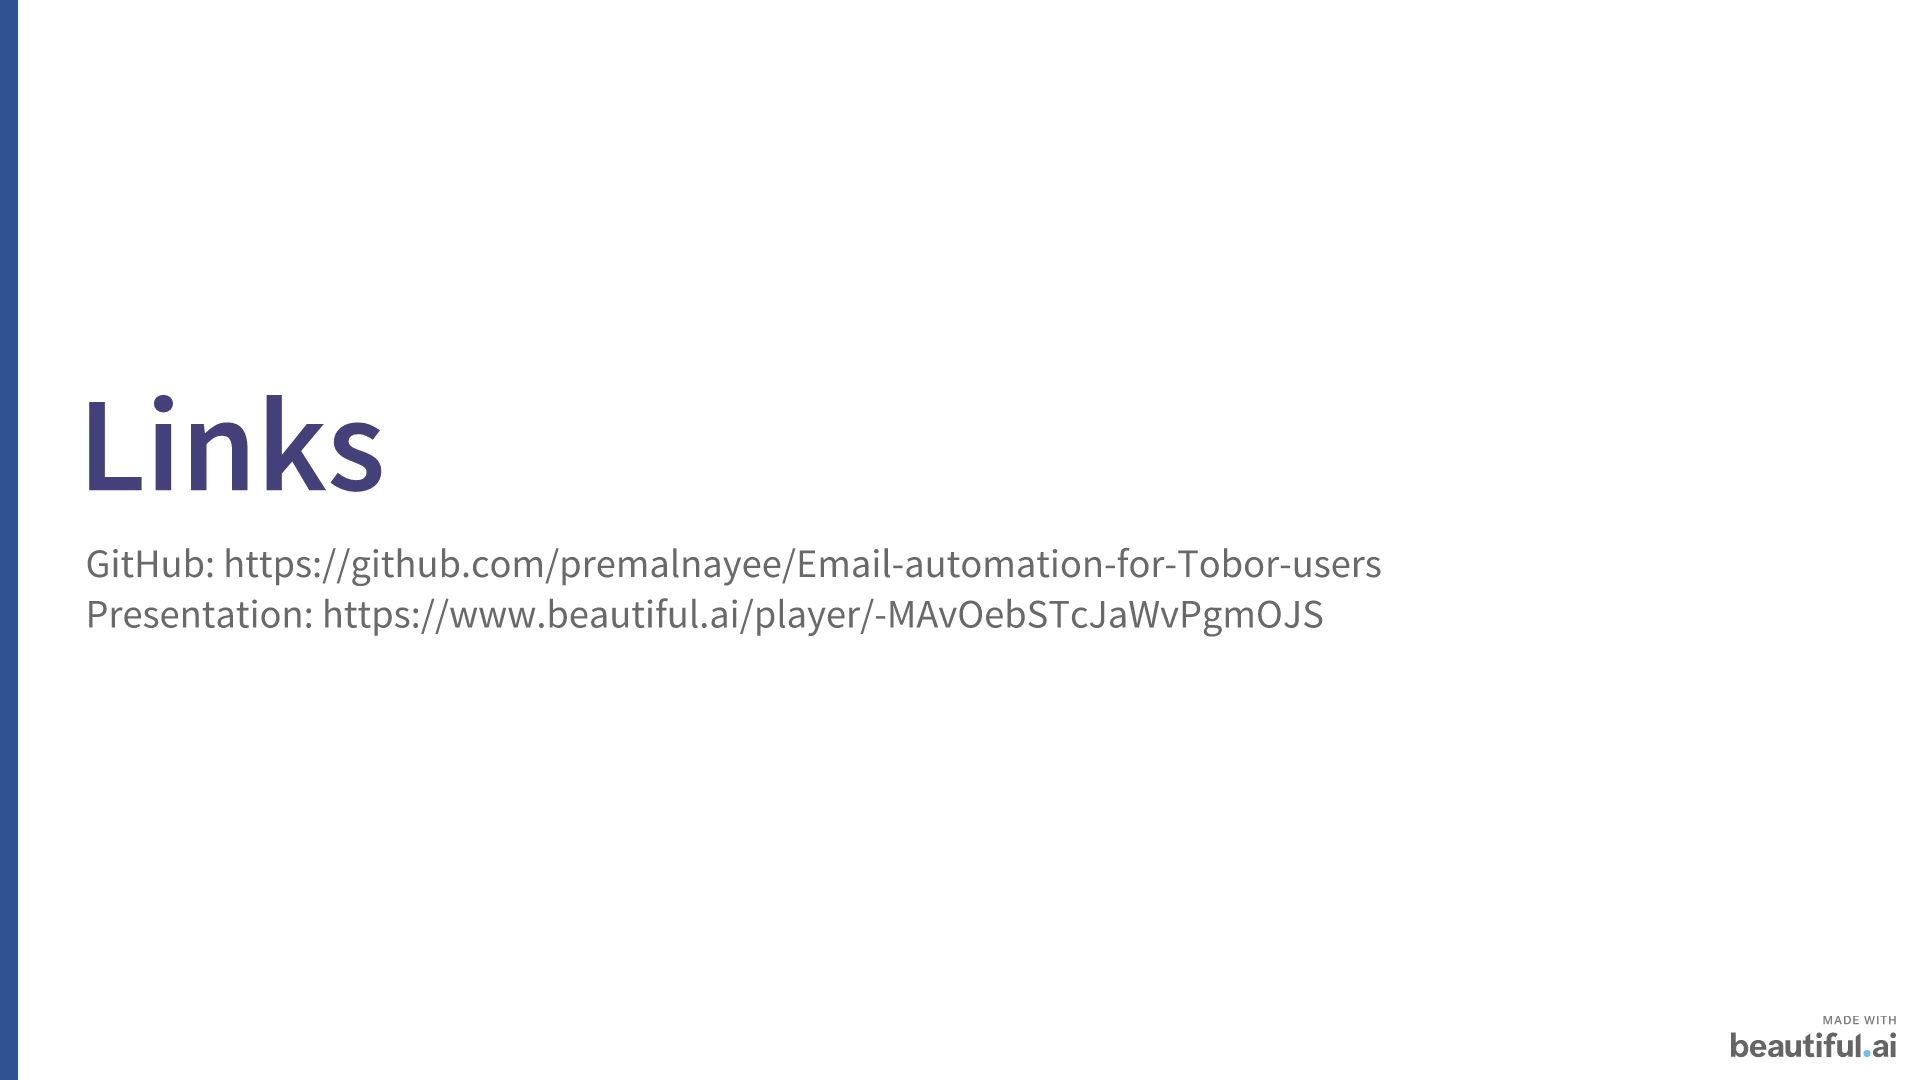 Links
GitHub: https://github.com/premalnayee/Email-automation-for-Tobor-users
Presentation: https://www.beautiful.ai/player/-MAvOebSTcJaWvPgmOJS
MADE WITH
beautiful.ai